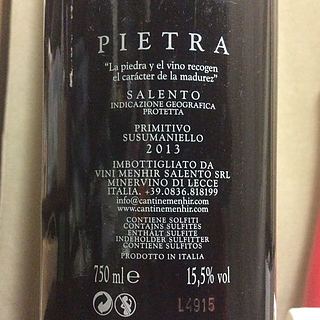 PIETRA
"La piedra y el vino recogen
el carácter de la madurez"
SALENTO
INDICAZIONE GEOGRAFICA
PROTETTA
PRIMITIVO
SUSUMANIELLO
2013
IMBOTTIGLIATO DA
VINI MENHIR SALENTO SRL
MINERVINO DI LECCE
ITALIA. +39.0836.818199
info@cantinemenhir.com
www.cantinemenhir.com
CONTIENE SOLFITI
CONTAINS SULFITES
ENTHÄLT SULFITE
INDEHOLDER SULFITTER
CONTIENE SULFITOS
PRODOTTO IN ITALIA
750 ml e 15,5% vol
L4915